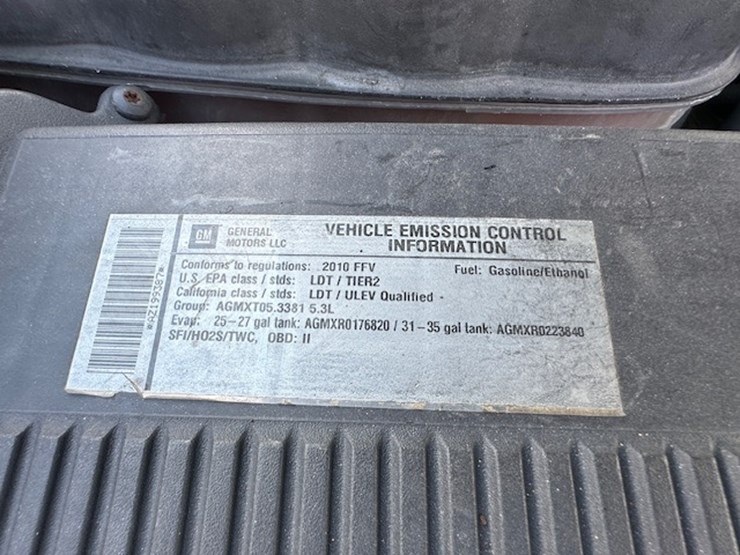 GM
GENERAL
MOTORS LLC
VEHICLE EMISSION CONTROL
INFORMATION
Conforms to regulations: 2010 FFV
Fuel: Gasoline/Ethanol
U.S. EPA class / stds: LDT / TIER2
California class / stds: LDT / ULEV Qualified
Group: AGMXT05.3381 5.3L
Evap: 25-27 gal tank: AGMXR0176820 / 31-35 gal tank: AGMXR0223840
SFI/HO2S/TWC, OBD: II
*AZ199387*